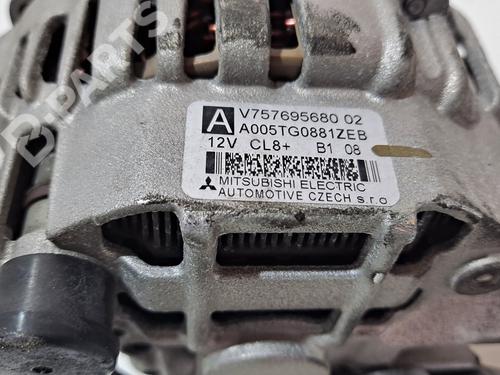 B-PARTS
A V757695680 02
A005TG0881ZEB
12V CL8+ B1 08
MITSUBISHI ELECTRIC
AUTOMOTIVE CZECH s.r.o